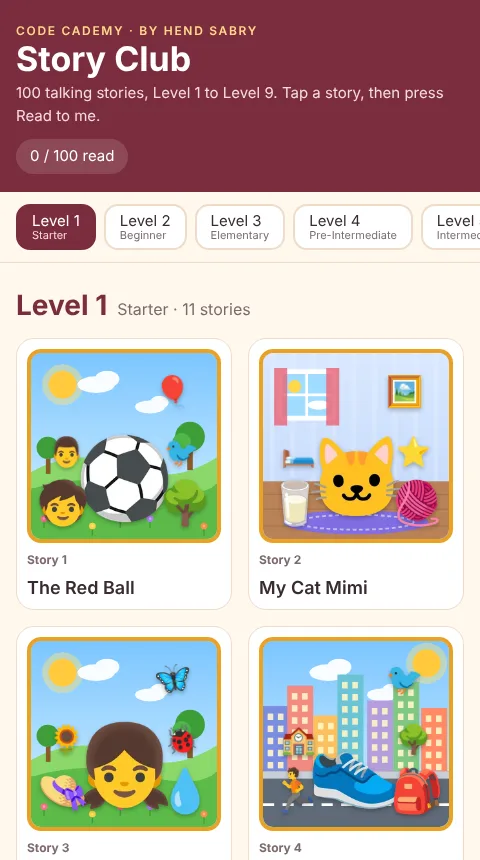 CODE CADEMY · BY HEND SABRY
Story Club
100 talking stories, Level 1 to Level 9. Tap a story, then press
Read to me.
0 / 100 read
Level 1
Starter
Level 2
Beginner
Level 3
Elementary
Level 4
Pre-Intermediate
Level
Level 1 Starter · 11 stories
Story 1
The Red Ball
Story 2
My Cat Mimi
Story 3
Story 4